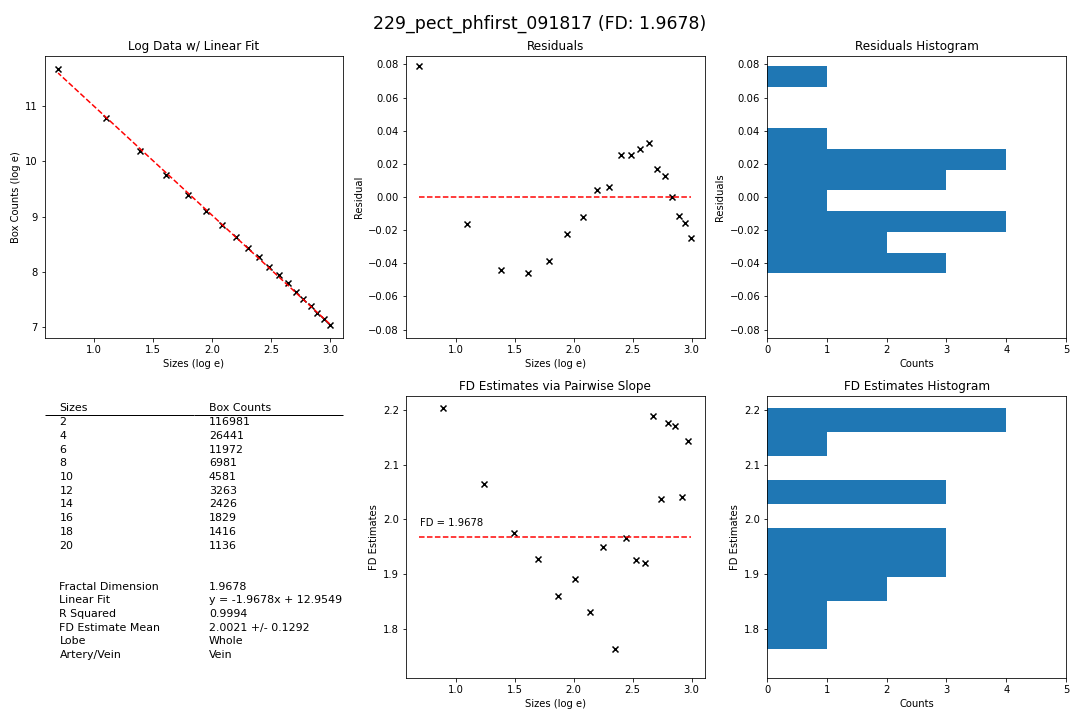 229_pect_phfirst_091817 (FD: 1.9678)
Log Data w/ Linear Fit
Box Counts (log e)
11
10
9
8
7
1.0 1.5 2.0 2.5 3.0
Sizes (log e)
Residuals
Residual
0.08
0.06
0.04
0.02
0.00
−0.02
−0.04
−0.06
−0.08
1.0 1.5 2.0 2.5 3.0
Sizes (log e)
Residuals Histogram
Residuals
0.08
0.06
0.04
0.02
0.00
−0.02
−0.04
−0.06
−0.08
0 1 2 3 4 5
Counts
Sizes Box Counts
2 116981
4 26441
6 11972
8 6981
10 4581
12 3263
14 2426
16 1829
18 1416
20 1136
Fractal Dimension 1.9678
Linear Fit y = -1.9678x + 12.9549
R Squared 0.9994
FD Estimate Mean 2.0021 +/- 0.1292
Lobe Whole
Artery/Vein Vein
FD Estimates via Pairwise Slope
FD Estimates
2.2
2.1
2.0
1.9
1.8
FD = 1.9678
1.0 1.5 2.0 2.5 3.0
Sizes (log e)
FD Estimates Histogram
FD Estimates
2.2
2.1
2.0
1.9
1.8
0 1 2 3 4 5
Counts